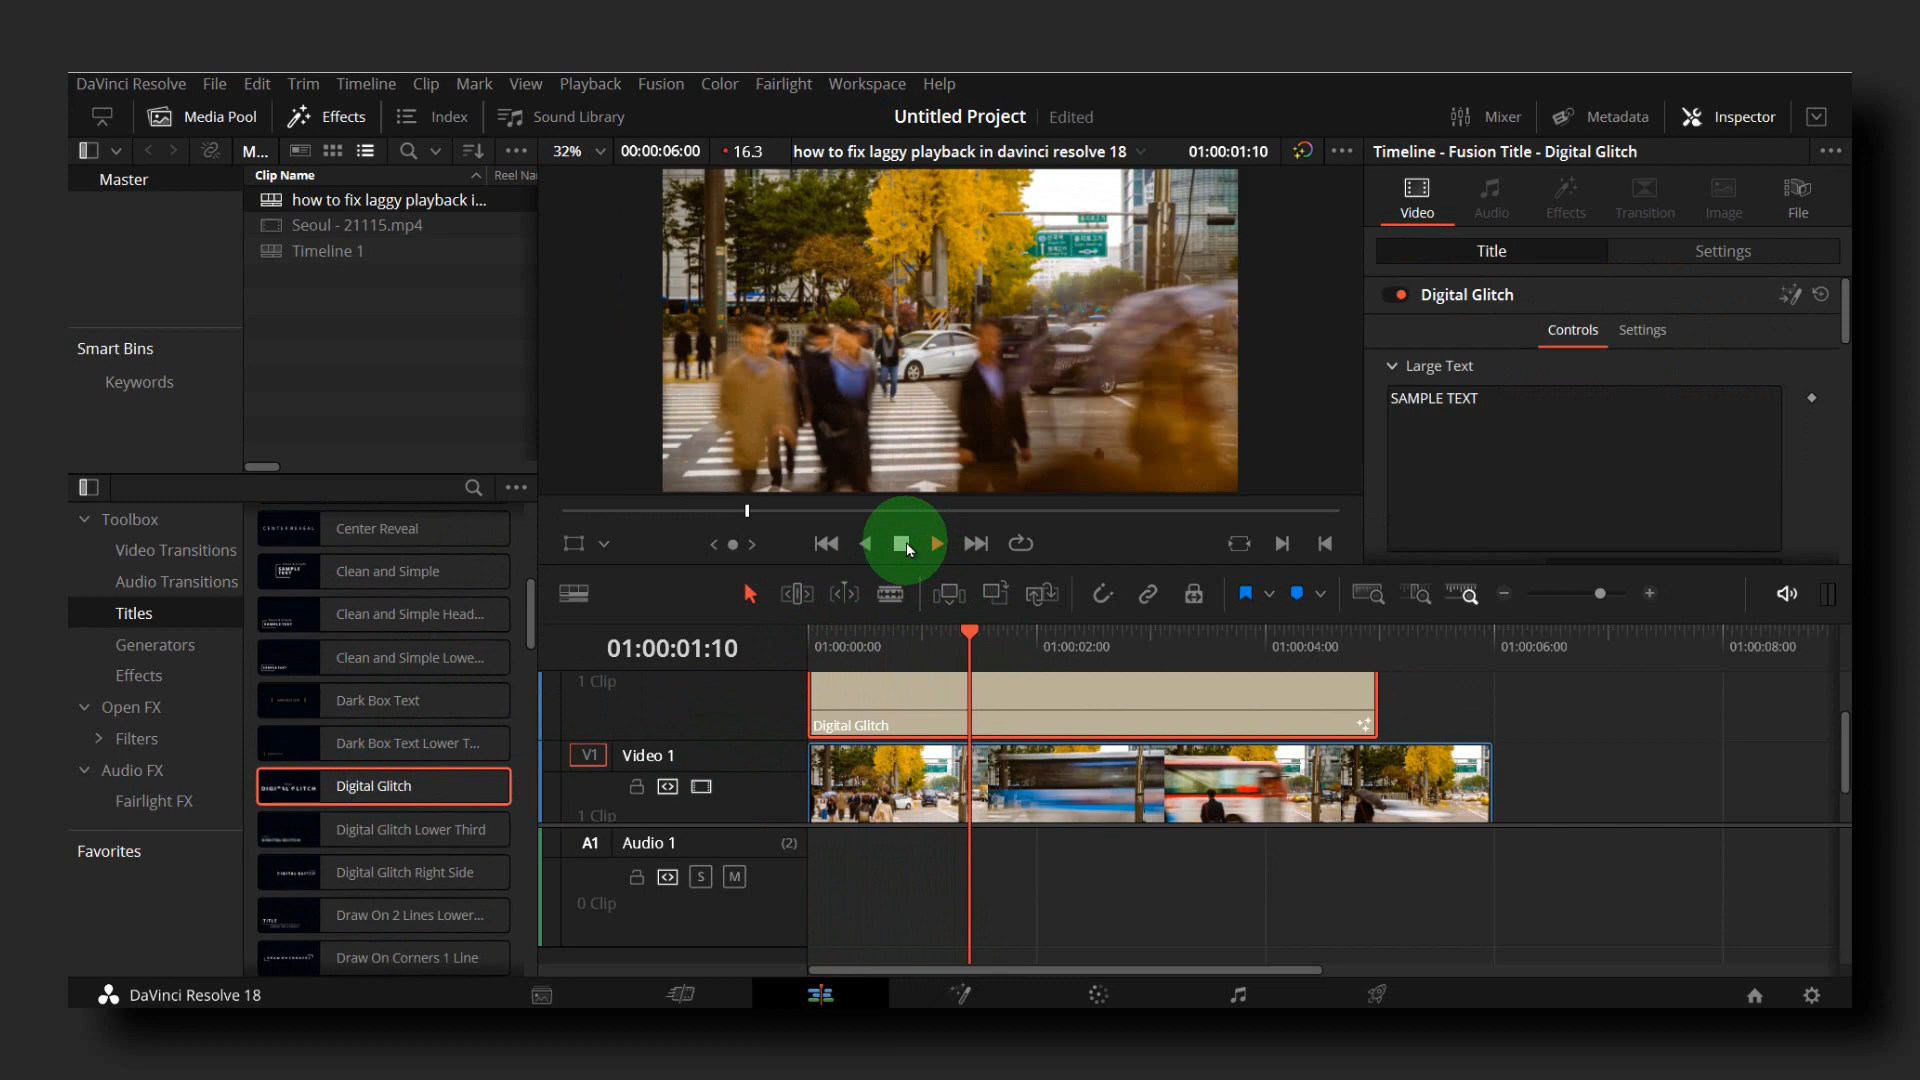 DaVinci Resolve File Edit Trim Timeline Clip Mark View Playback Fusion Color Fairlight Workspace Help
Media Pool Effects Index Sound Library Untitled Project Edited Mixer Metadata Inspector
M... 32% 00:00:06:00 16.3 how to fix laggy playback in davinci resolve 18 01:00:01:10 Timeline - Fusion Title - Digital Glitch
Master
Clip Name Reel Na
how to fix laggy playback i...
Seoul - 21115.mp4
Timeline 1
Smart Bins
Keywords
Video Audio Effects Transition Image File
Title Settings
Digital Glitch
Controls Settings
Large Text
SAMPLE TEXT
Toolbox
Video Transitions
Audio Transitions
Titles
Generators
Effects
Open FX
Filters
Audio FX
Fairlight FX
Favorites
Center Reveal
Clean and Simple
Clean and Simple Head...
Clean and Simple Lowe...
Dark Box Text
Dark Box Text Lower T...
DIGITAL GLITCH Digital Glitch
Digital Glitch Lower Third
Digital Glitch Right Side
Draw On 2 Lines Lower...
Draw On Corners 1 Line
01:00:01:10
01:00:00:00 01:00:02:00 01:00:04:00 01:00:06:00 01:00:08:00
1 Clip
Digital Glitch
V1 Video 1
1 Clip
A1 Audio 1 (2)
S M
0 Clip
DaVinci Resolve 18